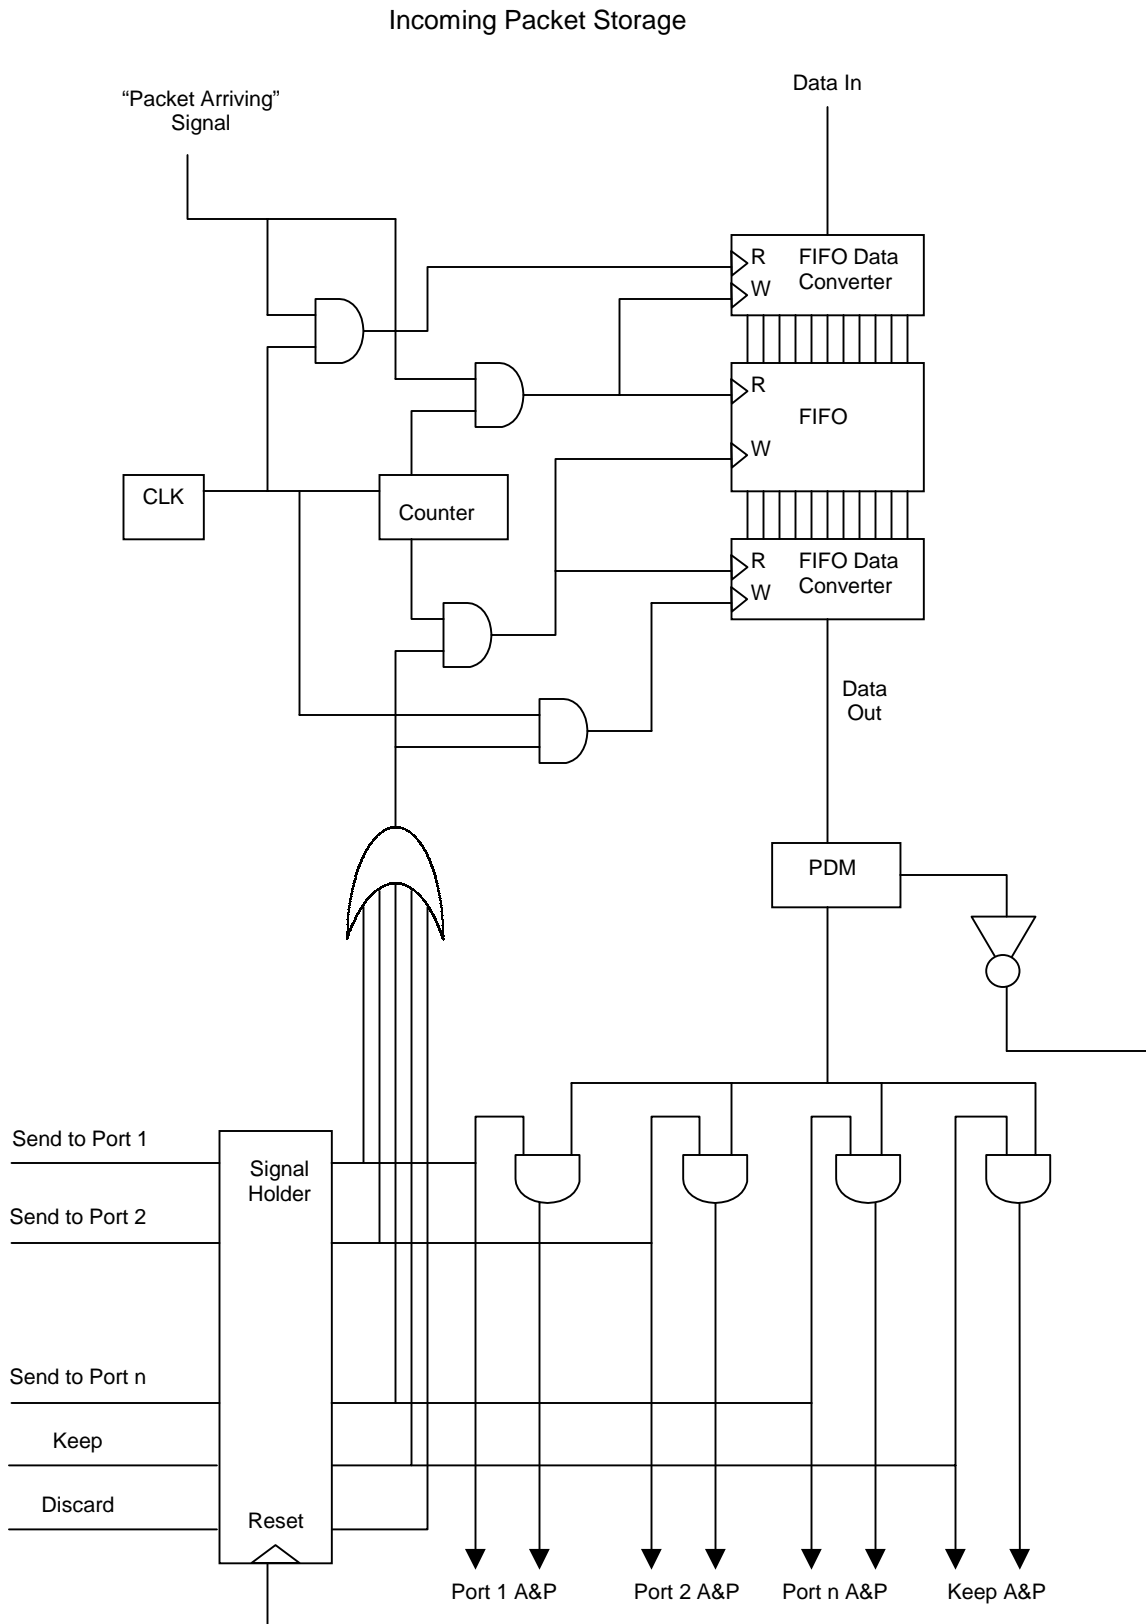 Incoming Packet Storage
Data In
“Packet Arriving”
Signal
R
FIFO Data
Converter
W
R
FIFO
W
CLK
Counter
R
FIFO Data
Converter
W
Data
Out
PDM
Send to Port 1
Signal
Holder
Send to Port 2
Send to Port n
Keep
Discard
Reset
Port 1 A&P
Port 2 A&P
Port n A&P
Keep A&P